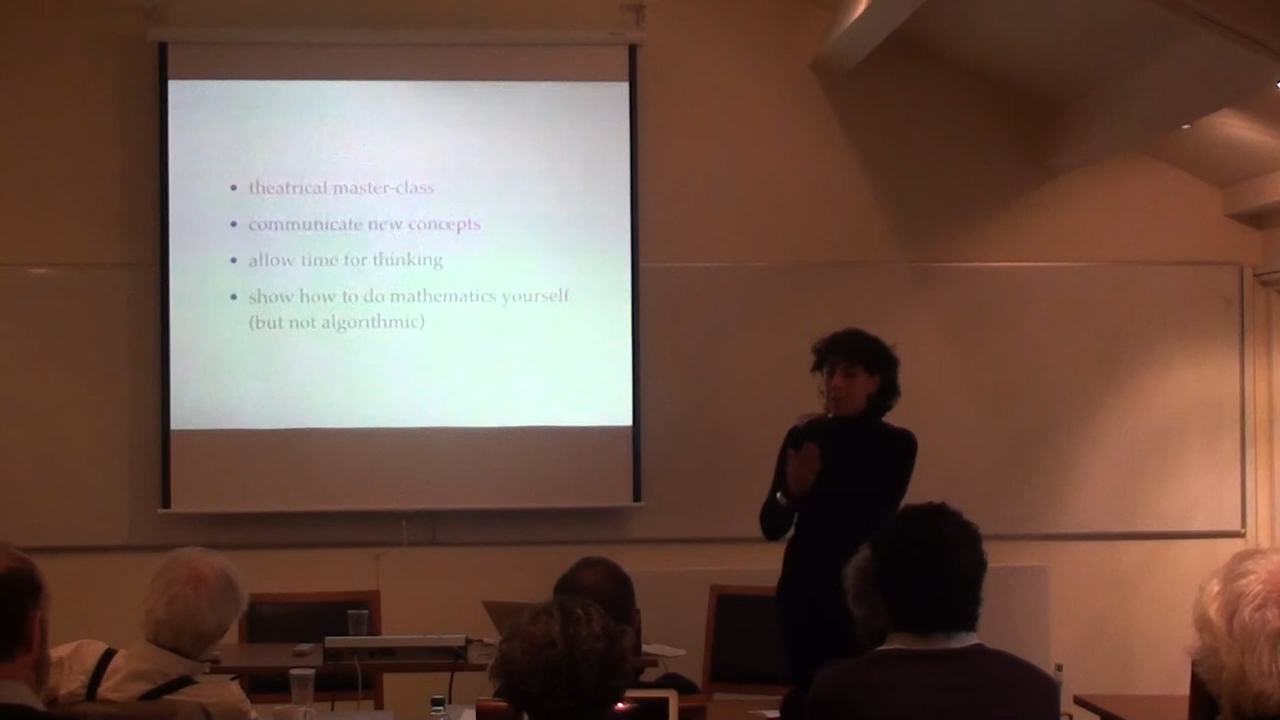 • theatrical master-class
• communicate new concepts
• allow time for thinking
• show how to do mathematics yourself
(but not algorithmic)